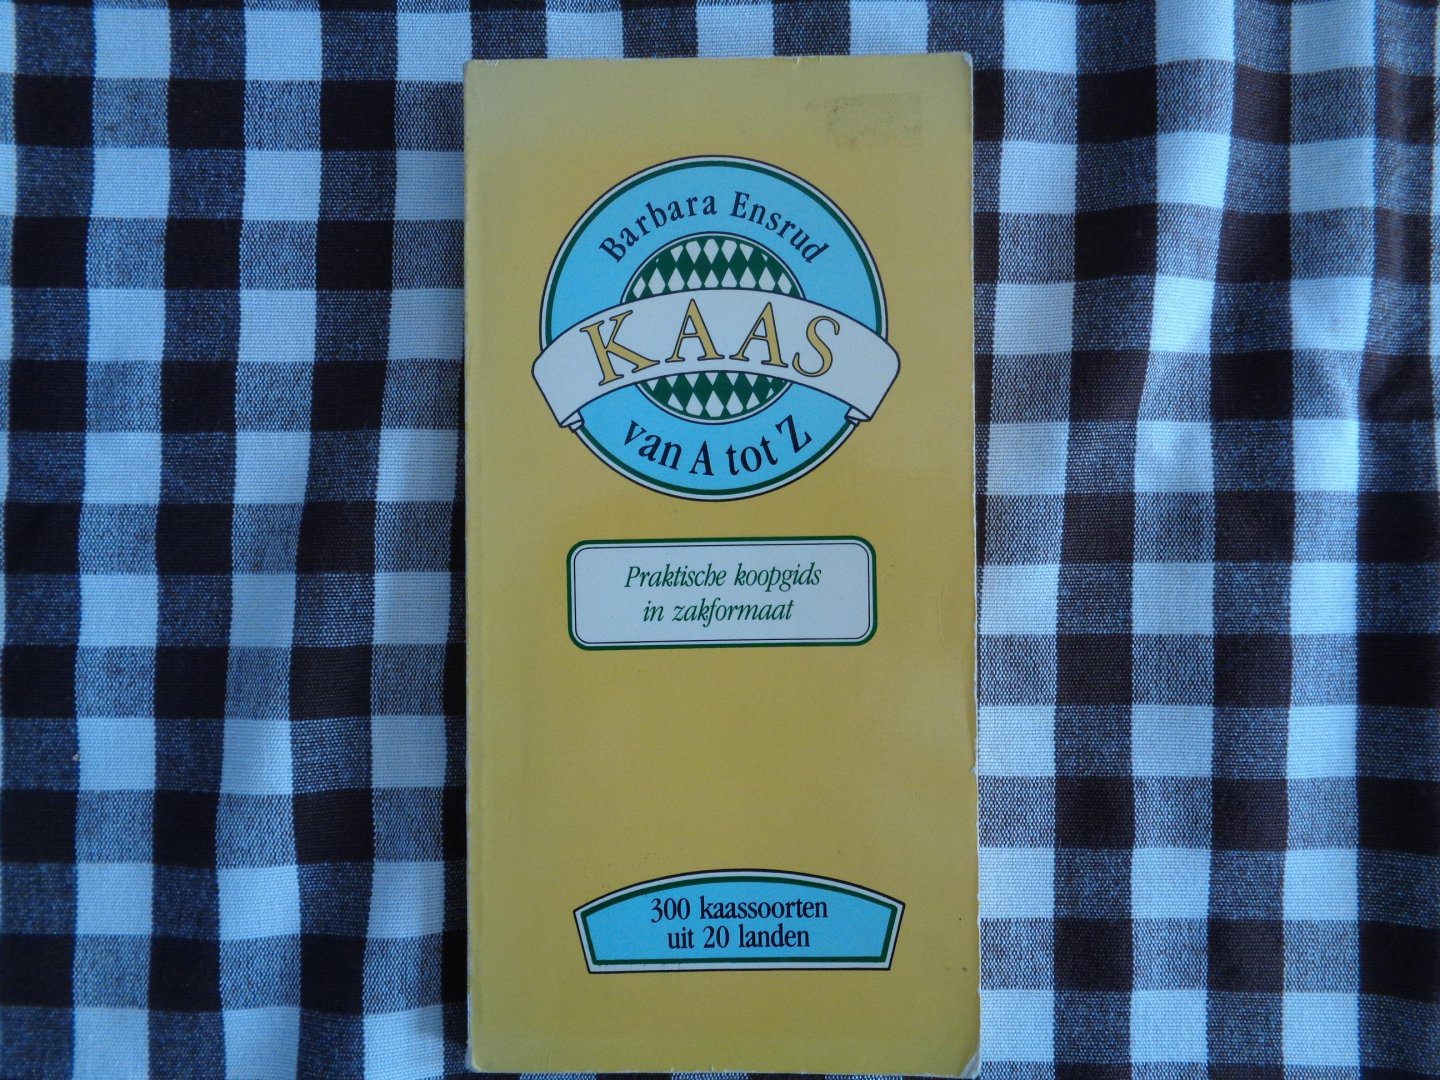 Barbara Ensrud
KAAS
van A tot Z
Praktische koopgids
in zakformaat
300 kaassoorten
uit 20 landen